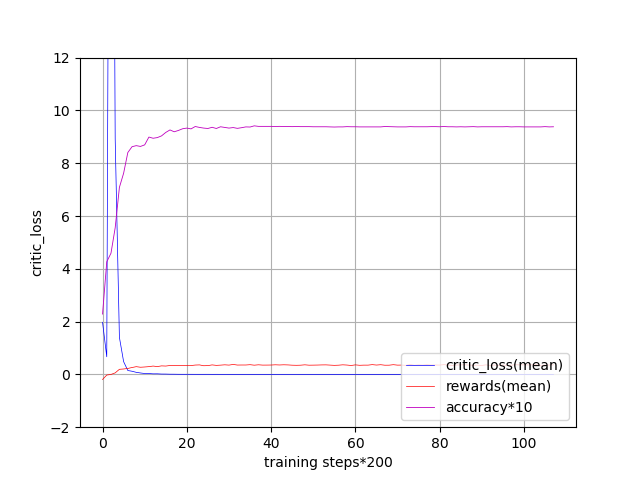 12
10
8
6
4
2
0
−2
critic_loss
0
20
40
60
80
100
training steps*200
critic_loss(mean)
rewards(mean)
accuracy*10